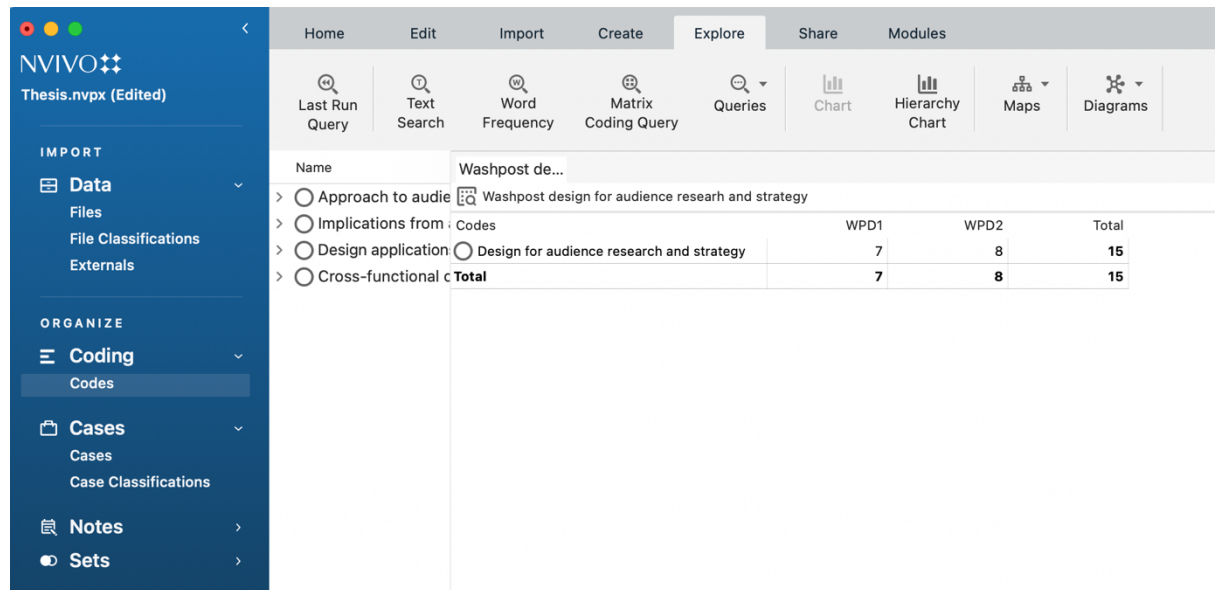 Home Edit Import Create Explore Share Modules
NVIVO
Thesis.nvpx (Edited)
Last Run Query
Text Search
Word Frequency
Matrix Coding Query
Queries
Chart
Hierarchy Chart
Maps
Diagrams
IMPORT
Data
Files
File Classifications
Externals
ORGANIZE
Coding
Codes
Cases
Cases
Case Classifications
Notes
Sets
Name
Approach to audie
Implications from
Design application
Cross-functional c
Washpost de...
Washpost design for audience researh and strategy
Codes WPD1 WPD2 Total
Design for audience research and strategy 7 8 15
Total 7 8 15